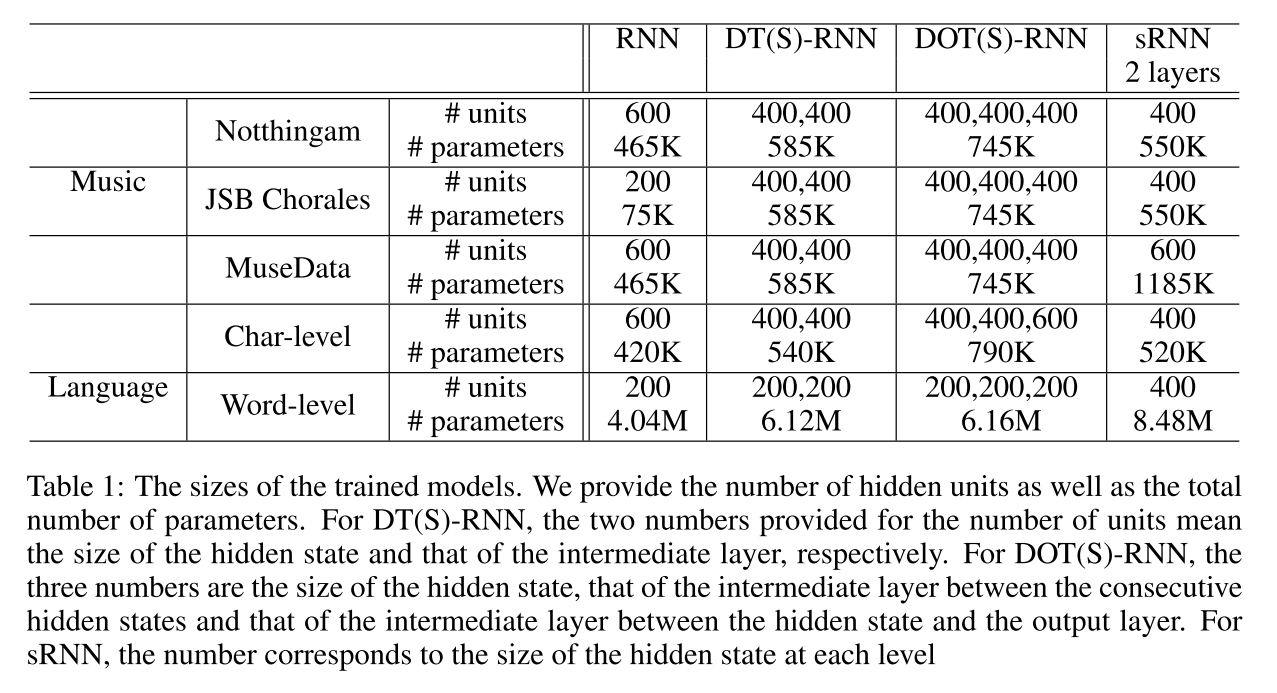 RNN DT(S)-RNN DOT(S)-RNN sRNN
2 layers
Music Notthingam # units 600 400,400 400,400,400 400
# parameters 465K 585K 745K 550K
JSB Chorales # units 200 400,400 400,400,400 400
# parameters 75K 585K 745K 550K
MuseData # units 600 400,400 400,400,400 600
# parameters 465K 585K 745K 1185K
Language Char-level # units 600 400,400 400,400,600 400
# parameters 420K 540K 790K 520K
Word-level # units 200 200,200 200,200,200 400
# parameters 4.04M 6.12M 6.16M 8.48M
Table 1: The sizes of the trained models. We provide the number of hidden units as well as the total
number of parameters. For DT(S)-RNN, the two numbers provided for the number of units mean
the size of the hidden state and that of the intermediate layer, respectively. For DOT(S)-RNN, the
three numbers are the size of the hidden state, that of the intermediate layer between the consecutive
hidden states and that of the intermediate layer between the hidden state and the output layer. For
sRNN, the number corresponds to the size of the hidden state at each level